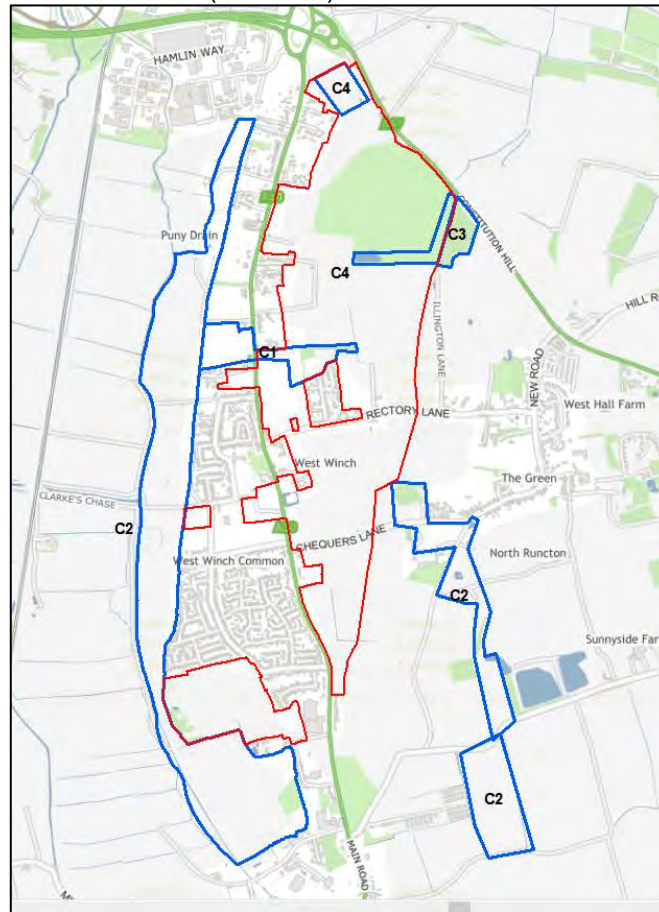 HAMLIN WAY
C4
CONSTITUTION HILL
Puny Drain
C3
C4
ILLINGTON LANE
HILL R
C1
NEW ROAD
West Hall Farm
RECTORY LANE
West Winch
The Green
CLARKE'S CHASE
C2
CHEQUERS LANE
North Runcton
West Winch Common
C2
Sunnyside Far
C2
MAIN ROAD